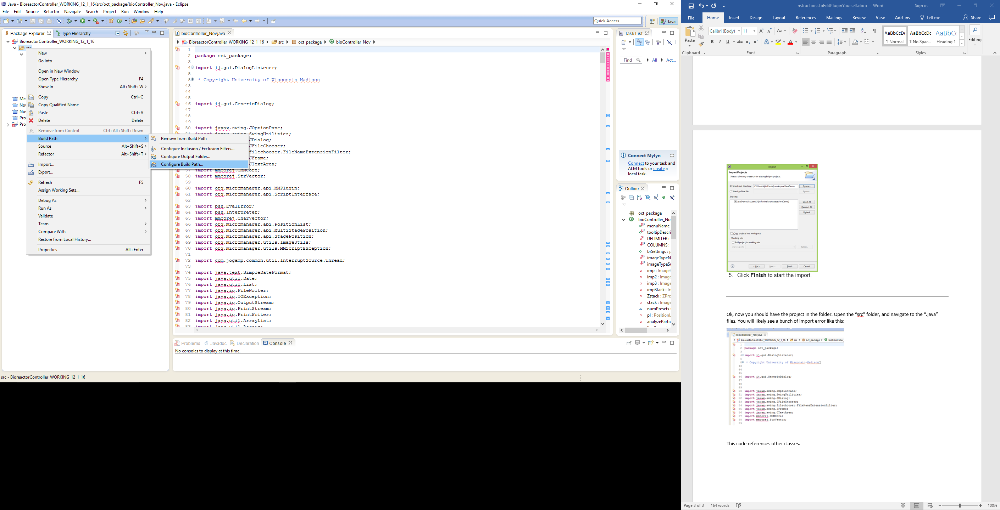 Java - BioreactorController_WORKING_12_1_16/src/oct_package/bioController_Nov.java - Eclipse
File Edit Source Refactor Navigate Search Project Run Window Help
Quick Access
Java
Package Explorer
Type Hierarchy
BioreactorController_WORKING_12_1_16
src
Me
Nov
Nov
Pro
Pro
New
Go Into
Open in New Window
Open Type Hierarchy F4
Show In Alt+Shift+W
Copy Ctrl+C
Copy Qualified Name
Paste Ctrl+V
Delete Delete
Remove from Context Ctrl+Alt+Shift+Down
Build Path
Source Alt+Shift+S
Refactor Alt+Shift+T
Import...
Export...
Refresh F5
Assign Working Sets...
Debug As
Run As
Validate
Team
Compare With
Restore from Local History...
Properties Alt+Enter
Remove from Build Path
Configure Inclusion / Exclusion Filters...
Configure Output Folder...
Configure Build Path...
bioController_Nov.java
BioreactorController_WORKING_12_1_16 src oct_package bioController_Nov
1
2 package oct_package;
3
4 import ij.gui.DialogListener;
5
8 * Copyright University of Wisconsin-Madison
43
44
45
46 import ij.gui.GenericDialog;
47
48
49
50 import javax.swing.JOptionPane;
SwingUtilities;
JDialog;
JFileChooser;
filechooser.FileNameExtensionFilter;
JFrame;
JTextArea;
57 import mmcorej.CMMCore;
58 import mmcorej.StrVector;
59
60 import org.micromanager.api.MMPlugin;
61 import org.micromanager.api.ScriptInterface;
62
63 import bsh.EvalError;
64 import bsh.Interpreter;
65 import mmcorej.CharVector;
66 import org.micromanager.api.PositionList;
67 import org.micromanager.api.MultiStagePosition;
68 import org.micromanager.api.StagePosition;
69 import org.micromanager.utils.ImageUtils;
70 import org.micromanager.utils.MMScriptException;
71
72 import com.jogamp.common.util.InterruptSource.Thread;
73
74 import java.text.SimpleDateFormat;
75 import java.util.Date;
76 import java.util.List;
77 import java.io.FileWriter;
78 import java.io.IOException;
79 import java.io.OutputStream;
80 import java.io.PrintStream;
81 import java.io.PrintWriter;
82 import java.util.ArrayList;
83 import java.util.Arrays;
Task List
Find All Act...
Connect Mylyn
Connect to your task and
ALM tools or create a
local task.
Outline
oct_package
bioController_No
menuName
tooltipDescri
DELIMITER :
COLUMNS :
brSettings :
imageTypeN
imageTypeSu
imp : ImageP
imp2 : Image
imp3 : Image
impStack : Im
Zstack : ZPro
stack : Image
numPresets
pl : PositionL
analyzePartic
Problems Javadoc Declaration Console
No consoles to display at this time.
src - BioreactorController_WORKING_12_1_16
InstructionsToEditPluginYourself.docx - Word
Sign in
File Home Insert Design Layout References Mailings Review View Add-ins Tell me Share
Paste
Calibri (Body) 11
AaBbCcDc AaBbCcDc AaBbCc
¶ Normal ¶ No Spac... Heading 1
Editing
Clipboard Font Paragraph Styles
Import
Import Projects
Select a directory to search for existing Eclipse projects.
Select root directory: C:\Users\Vijin Paulraj\workspace\JavaDemo Browse...
Select archive file: Browse...
Projects:
JavaDemo (C:\Users\Vijin Paulraj\workspace\JavaDemo)
Select All
Deselect All
Refresh
Copy projects into workspace
Working sets
Add project to working sets
Working sets: Select...
< Back Next > Finish Cancel
5. Click Finish to start the import.
Ok, now you should have the project in the folder. Open the “src” folder, and navigate to the “.java”
files. You will likely see a bunch of import error like this:
bioController_Nov.java
BioreactorController_WORKING_12_1_16 src oct_package bioController_
1
2 package oct_package;
3
4 import ij.gui.DialogListener;
5
8 * Copyright University of Wisconsin-Madison
43
44
45
46 import ij.gui.GenericDialog;
47
48
49
50 import javax.swing.JOptionPane;
51 import javax.swing.SwingUtilities;
52 import javax.swing.JDialog;
53 import javax.swing.JFileChooser;
54 import javax.swing.filechooser.FileNameExtensionFilter;
55 import javax.swing.JFrame;
56 import javax.swing.JTextArea;
57 import mmcorej.CMMCore;
58 import mmcorej.StrVector;
59
This code references other classes.
Page 3 of 3 164 words
100%